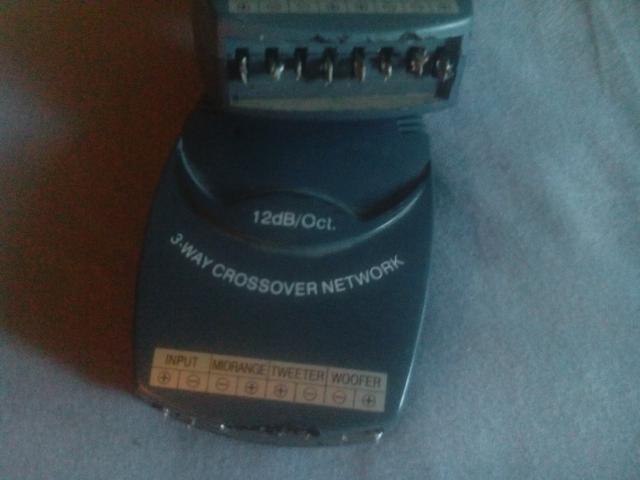 12dB/Oct.
3-WAY CROSSOVER NETWORK
INPUT MIDRANGE TWEETER WOOFER
⊕ ⊖ ⊖ ⊕ ⊕ ⊖ ⊖ ⊕